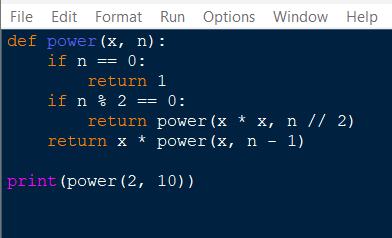 File Edit Format Run Options Window Help
def power(x, n):
    if n == 0:
        return 1
    if n % 2 == 0:
        return power(x * x, n // 2)
    return x * power(x, n - 1)

print(power(2, 10))